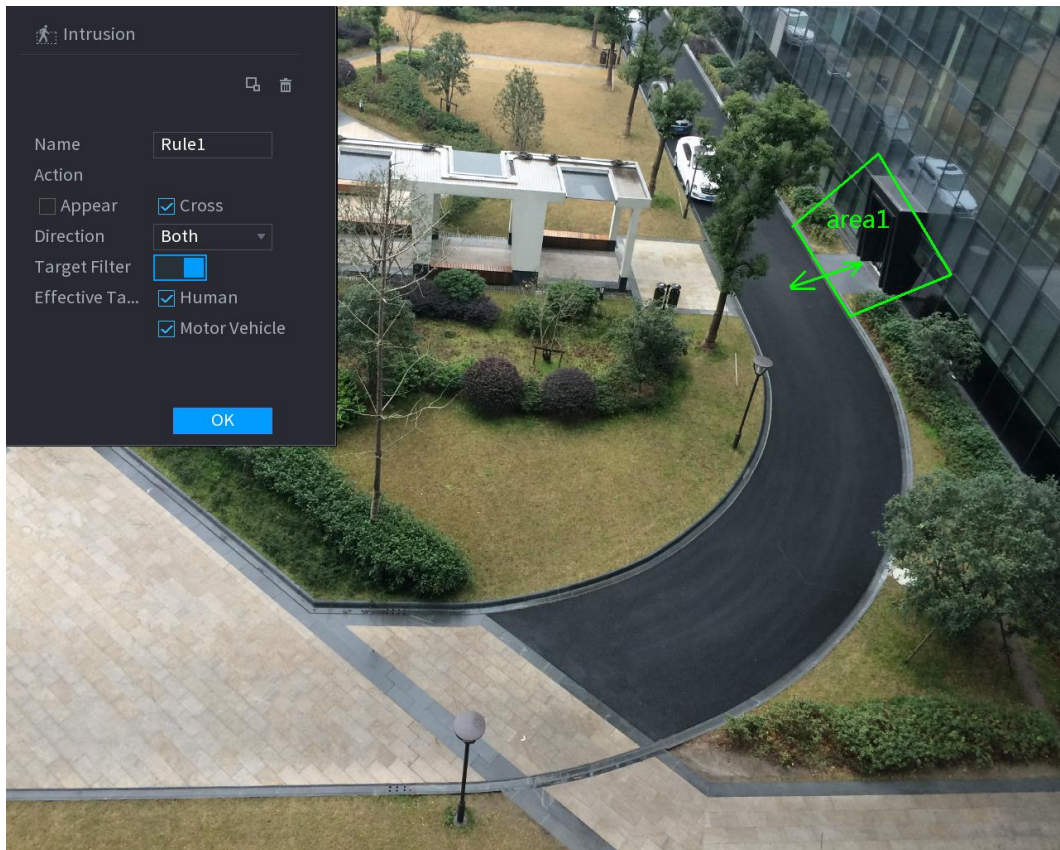 Intrusion
Name Rule1
Action
Appear Cross
Direction Both
Target Filter
Effective Ta... Human
Motor Vehicle
OK
area1